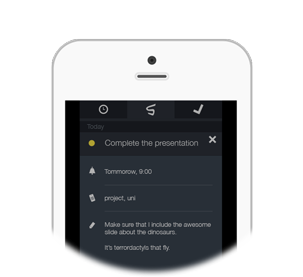 Today
Complete the presentation
Tommorow, 9:00
project, uni
Make sure that I include the awesome
slide about the dinosaurs.
It's terrordactyls that fly.